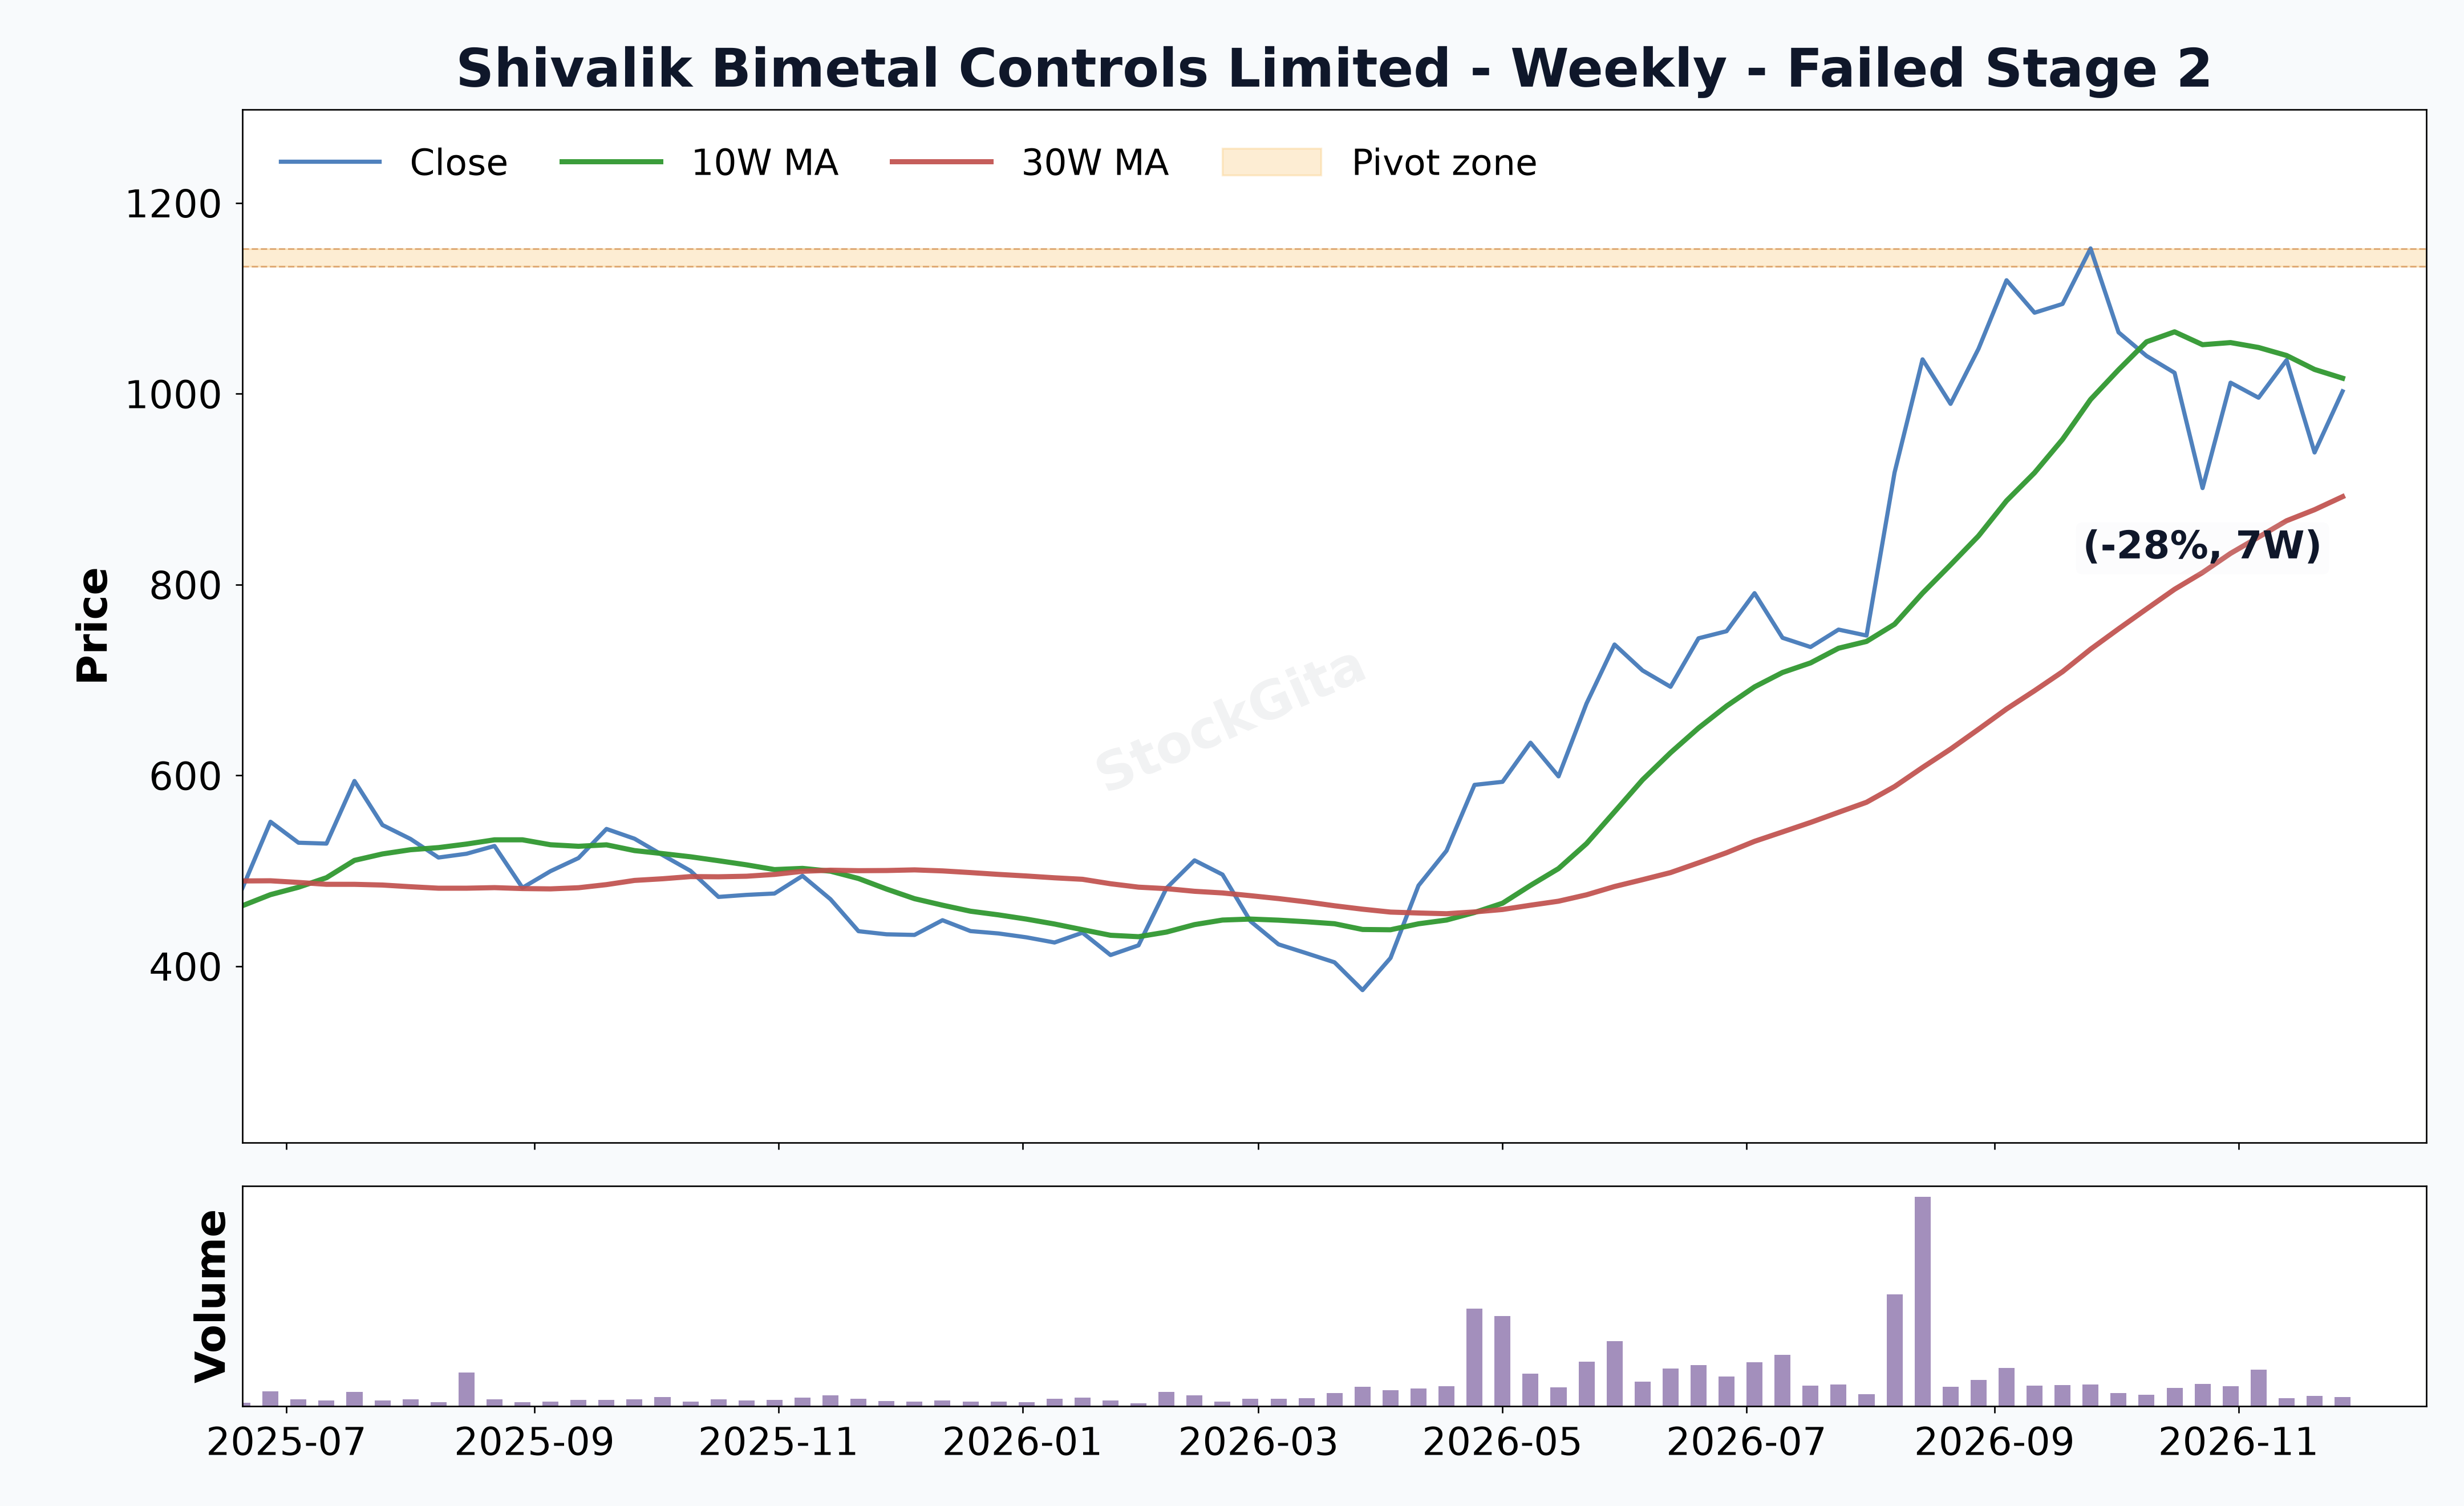 Shivalik Bimetal Controls Limited - Weekly - Failed Stage 2
Close 10W MA 30W MA Pivot zone
1200
1000
800
600
400
Price
(-28%, 7W)
StockGita
Volume
2025-07 2025-09 2025-11 2026-01 2026-03 2026-05 2026-07 2026-09 2026-11